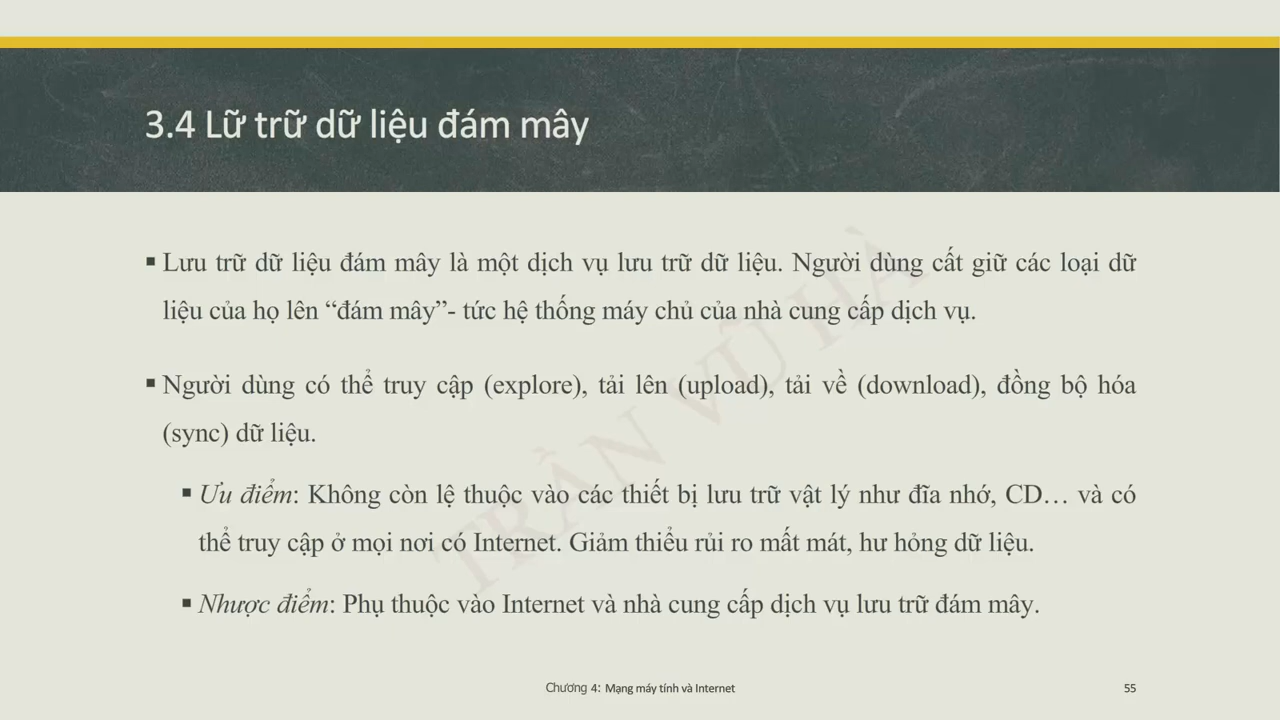 3.4 Lữ trữ dữ liệu đám mây
▪ Lưu trữ dữ liệu đám mây là một dịch vụ lưu trữ dữ liệu. Người dùng cất giữ các loại dữ
liệu của họ lên “đám mây”- tức hệ thống máy chủ của nhà cung cấp dịch vụ.
▪ Người dùng có thể truy cập (explore), tải lên (upload), tải về (download), đồng bộ hóa
(sync) dữ liệu.
▪ Ưu điểm: Không còn lệ thuộc vào các thiết bị lưu trữ vật lý như đĩa nhớ, CD… và có
thể truy cập ở mọi nơi có Internet. Giảm thiểu rủi ro mất mát, hư hỏng dữ liệu.
▪ Nhược điểm: Phụ thuộc vào Internet và nhà cung cấp dịch vụ lưu trữ đám mây.
TRẦN VŨ HÀ
Chương 4: Mạng máy tính và Internet
55